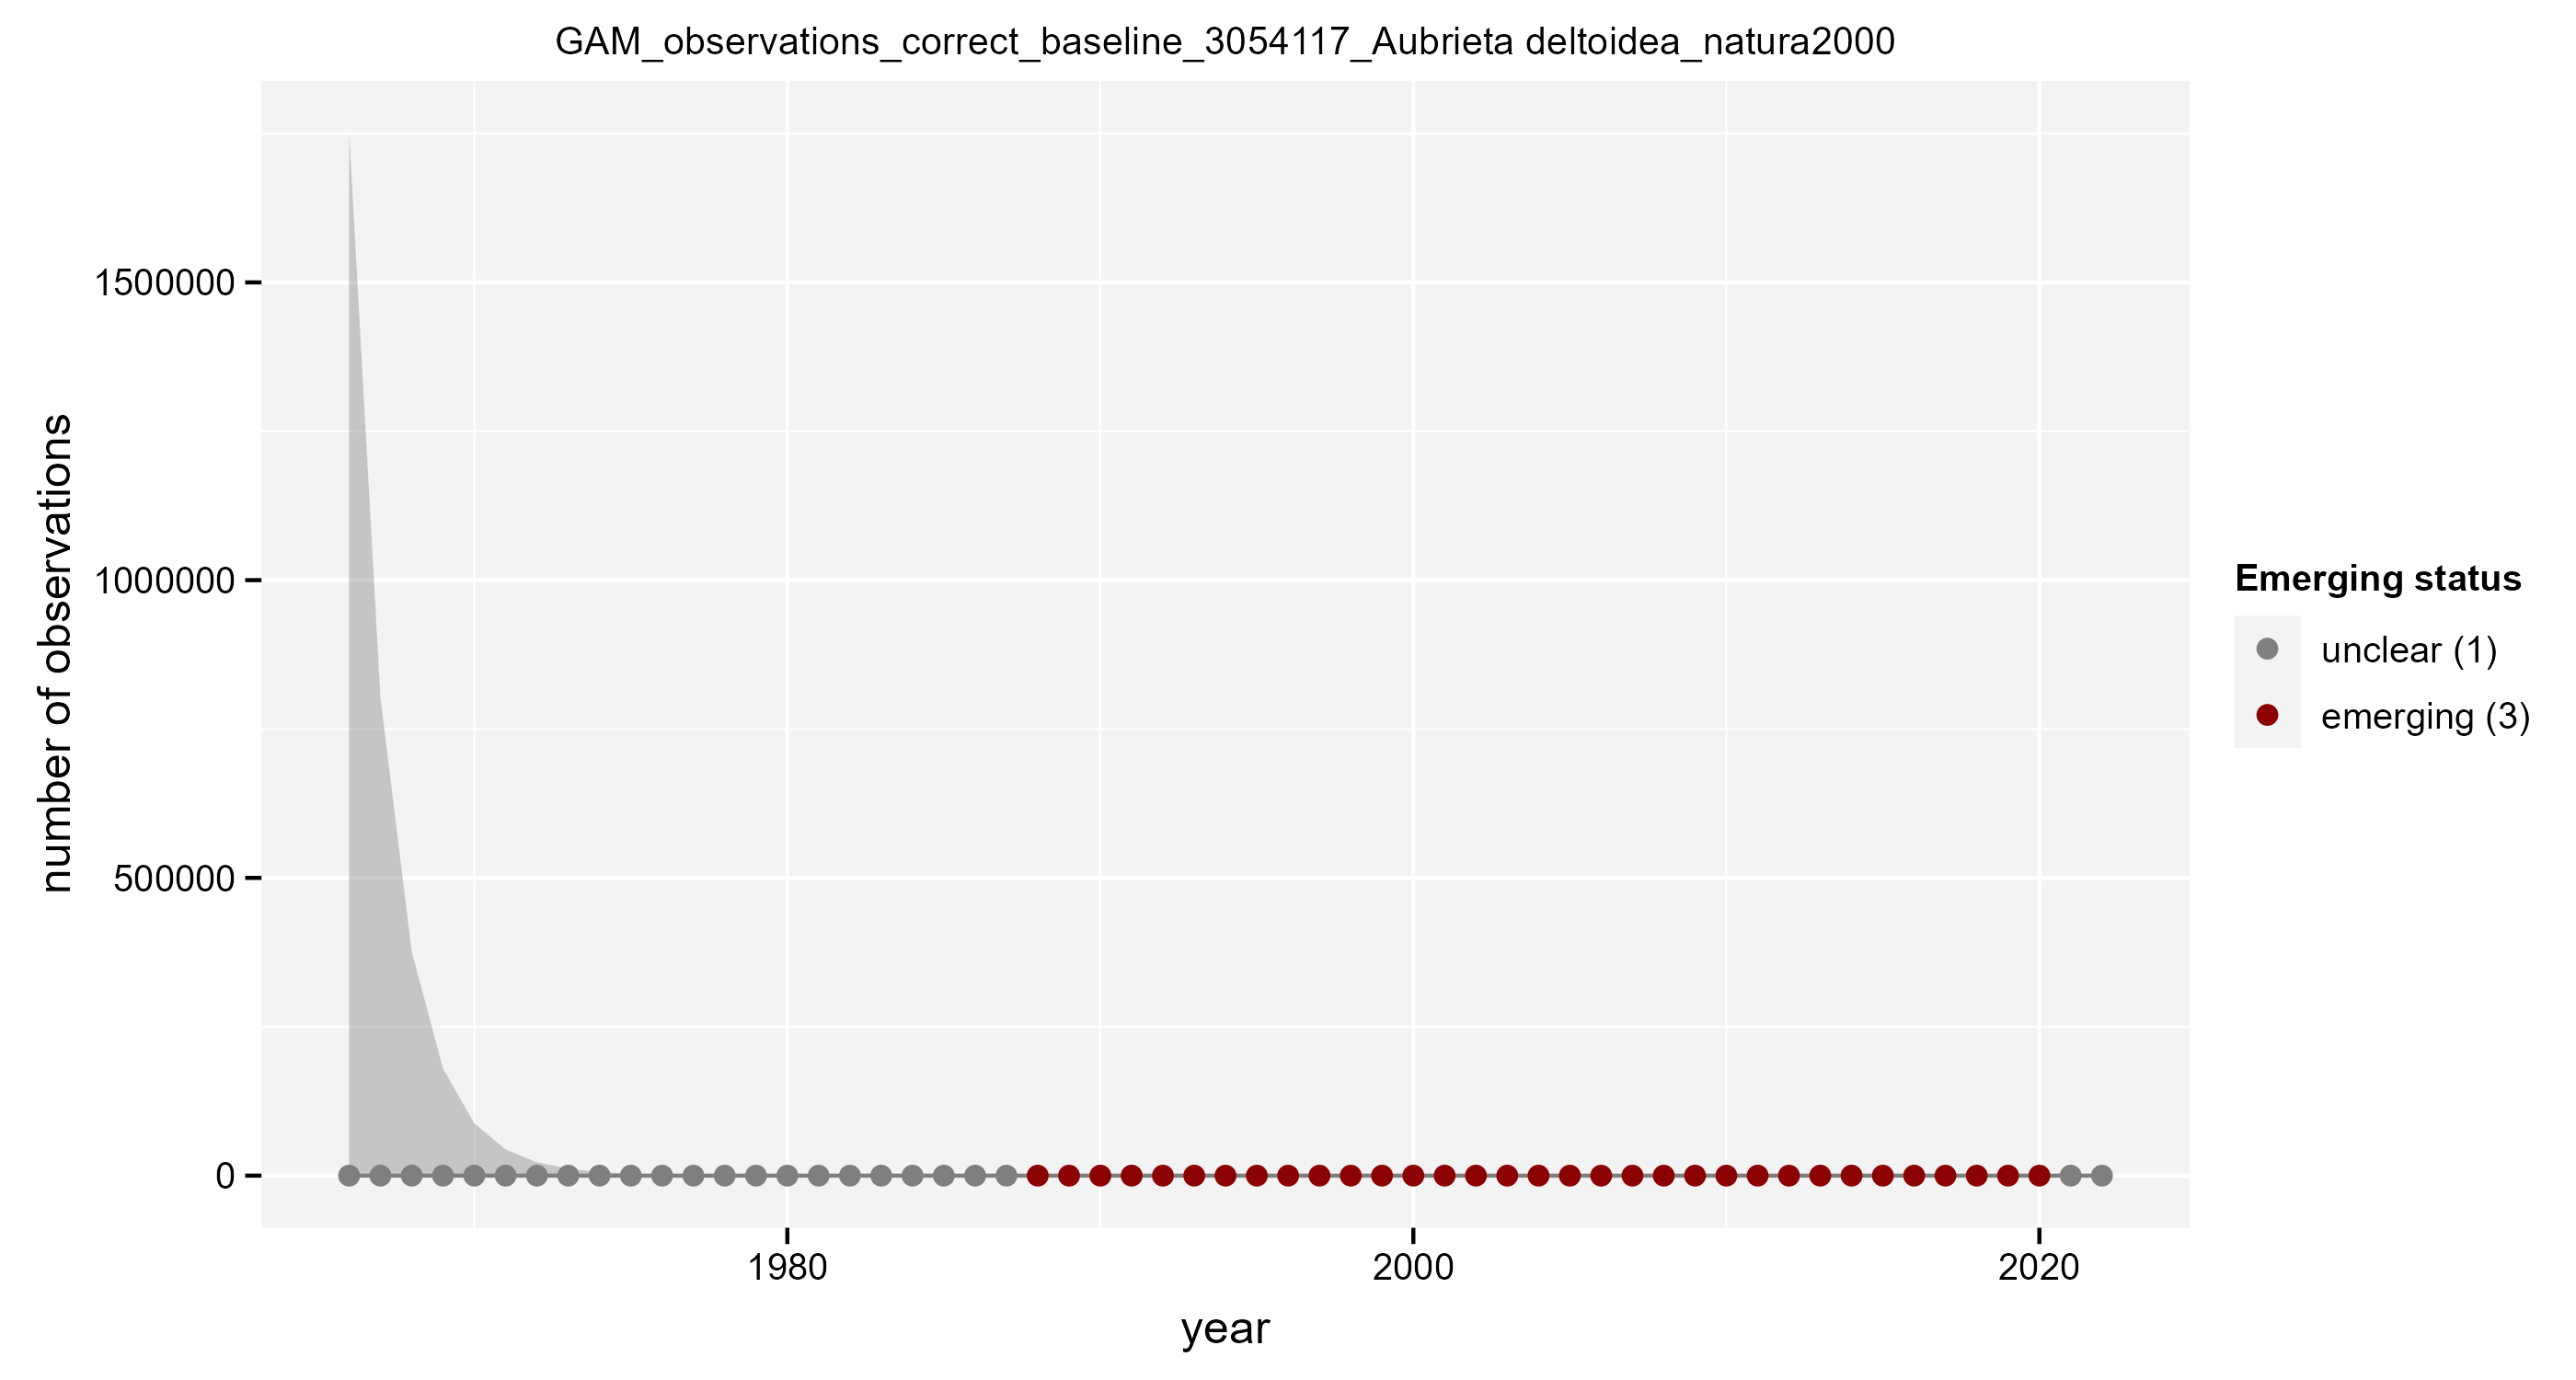 GAM_observations_correct_baseline_3054117_Aubrieta deltoidea_natura2000
number of observations
1500000
1000000
500000
0
1980
2000
2020
year
Emerging status
unclear (1)
emerging (3)